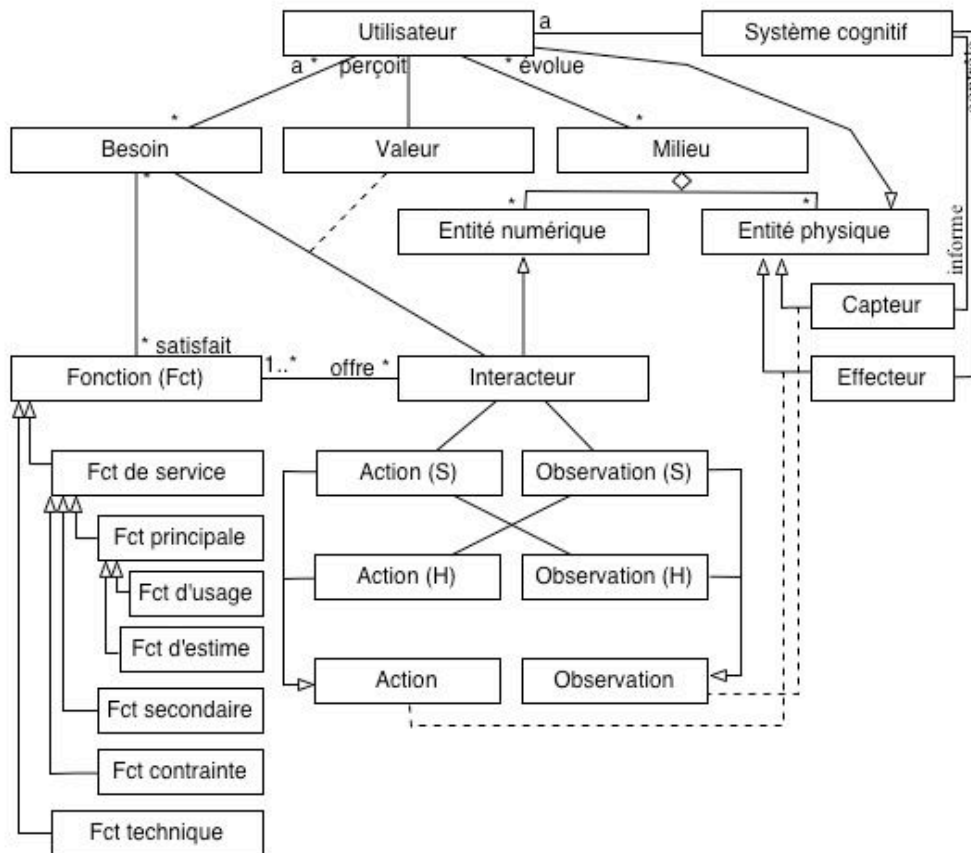 Utilisateur
a
Système cognitif
a *
perçoit
* évolue
*
*
Besoin
Valeur
Milieu
*
*
*
Entité numérique
Entité physique
informe
Capteur
* satisfait
1..*
offre *
Fonction (Fct)
Interacteur
Effecteur
Fct de service
Action (S)
Observation (S)
Fct principale
Action (H)
Observation (H)
Fct d'usage
Fct d'estime
Action
Observation
Fct secondaire
Fct contrainte
Fct technique